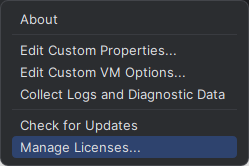 About
Edit Custom Properties...
Edit Custom VM Options...
Collect Logs and Diagnostic Data
Check for Updates
Manage Licenses...